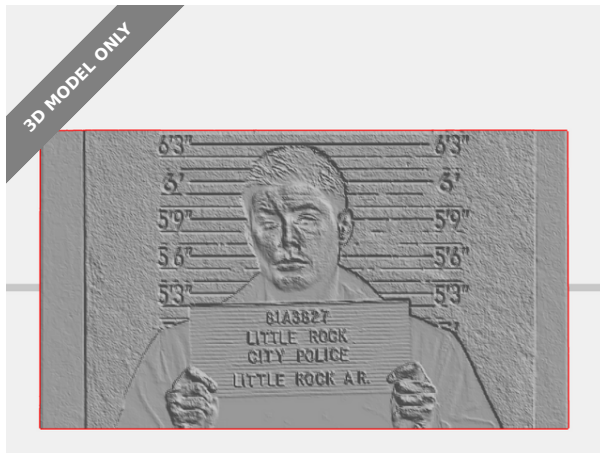 3D MODEL ONLY
6'3" 6'3"
6' 6'
5'9" 5'9"
5'6" 5'6"
5'3" 5'3"
61A3827
LITTLE ROCK
CITY POLICE
LITTLE ROCK AR.